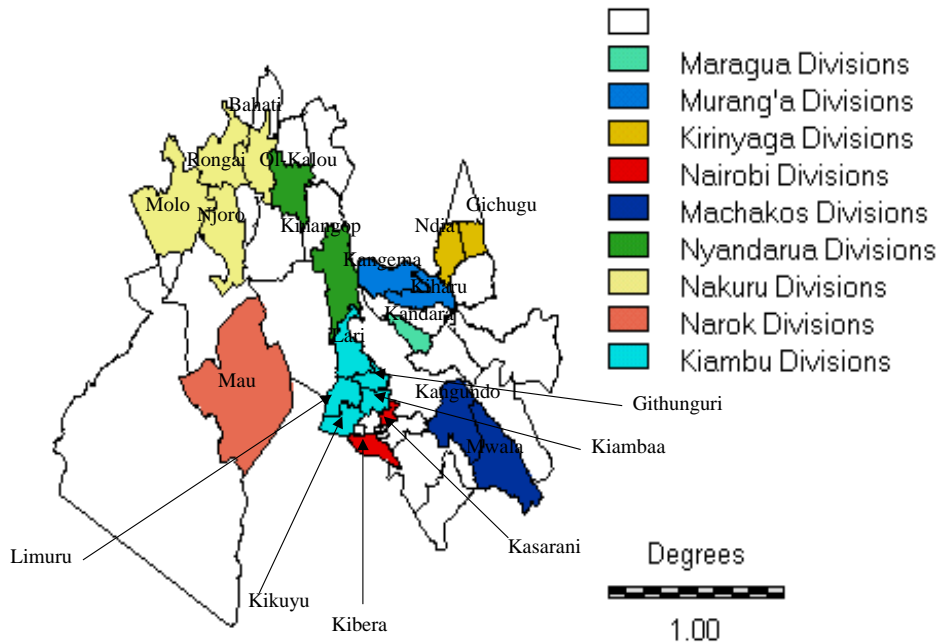 Maragua Divisions
Murang'a Divisions
Kirinyaga Divisions
Nairobi Divisions
Machakos Divisions
Nyandarua Divisions
Nakuru Divisions
Narok Divisions
Kiambu Divisions
Bahati
Rongai
Ol-Kalou
Molo
Njoro
Kinangop
Gichugu
Ndia
Kangema
Kiharu
Kandara
Lari
Mau
Kangundo
Githunguri
Mwala
Kiambaa
Kasarani
Limuru
Kikuyu
Kibera
Degrees
1.00